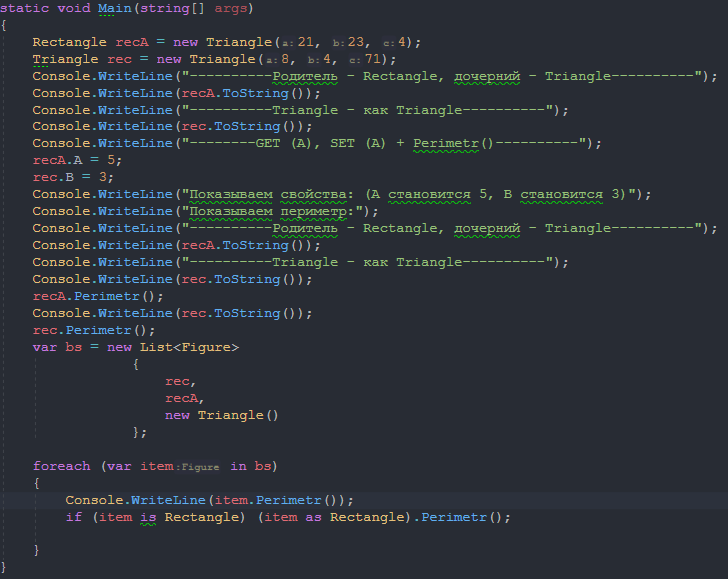 static void Main(string[] args)
{
Rectangle recA = new Triangle(a:21, b:23, c:4);
Triangle rec = new Triangle(a:8, b:4, c:71);
Console.WriteLine("----------Родитель - Rectangle, дочерний - Triangle----------");
Console.WriteLine(recA.ToString());
Console.WriteLine("----------Triangle - как Triangle----------");
Console.WriteLine(rec.ToString());
Console.WriteLine("--------GET (A), SET (A) + Perimetr()----------");
recA.A = 5;
rec.B = 3;
Console.WriteLine("Показываем свойства: (A становится 5, B становится 3)");
Console.WriteLine("Показываем периметр:");
Console.WriteLine("----------Родитель - Rectangle, дочерний - Triangle----------");
Console.WriteLine(recA.ToString());
Console.WriteLine("----------Triangle - как Triangle----------");
Console.WriteLine(rec.ToString());
recA.Perimetr();
Console.WriteLine(rec.ToString());
rec.Perimetr();
var bs = new List<Figure>
{
rec,
recA,
new Triangle()
};
foreach (var item:Figure in bs)
{
Console.WriteLine(item.Perimetr());
if (item is Rectangle) (item as Rectangle).Perimetr();
}
}